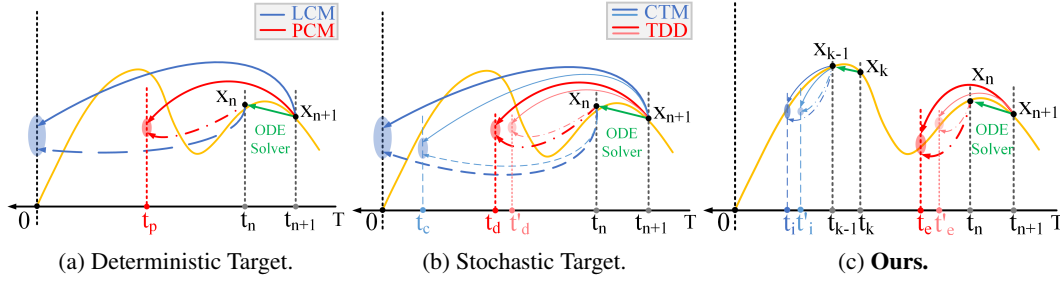 LCM
PCM
X_n
X_{n+1}
ODE
Solver
0
t_p
t_n
t_{n+1}
T
(a) Deterministic Target.
CTM
TDD
X_n
X_{n+1}
ODE
Solver
0
t_c
t_d
t'_d
t_n
t_{n+1}
T
(b) Stochastic Target.
X_{k-1}
X_k
X_n
X_{n+1}
ODE
Solver
0
t_i
t'_i
t_{k-1}
t_k
t_e
t'_e
t_n
t_{n+1}
T
(c) Ours.